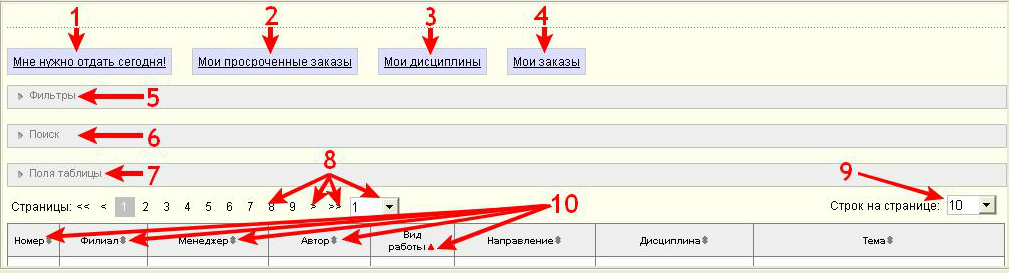 1 2 3 4
Мне нужно отдать сегодня! Мои просроченные заказы Мои дисциплины Мои заказы
Фильтры 5
Поиск 6
Поля таблицы 7
8 9
Страницы: << < 1 2 3 4 5 6 7 8 9 > >> 1 10 Строк на странице: 10
Номер Филиал Менеджер Автор Вид работы Направление Дисциплина Тема